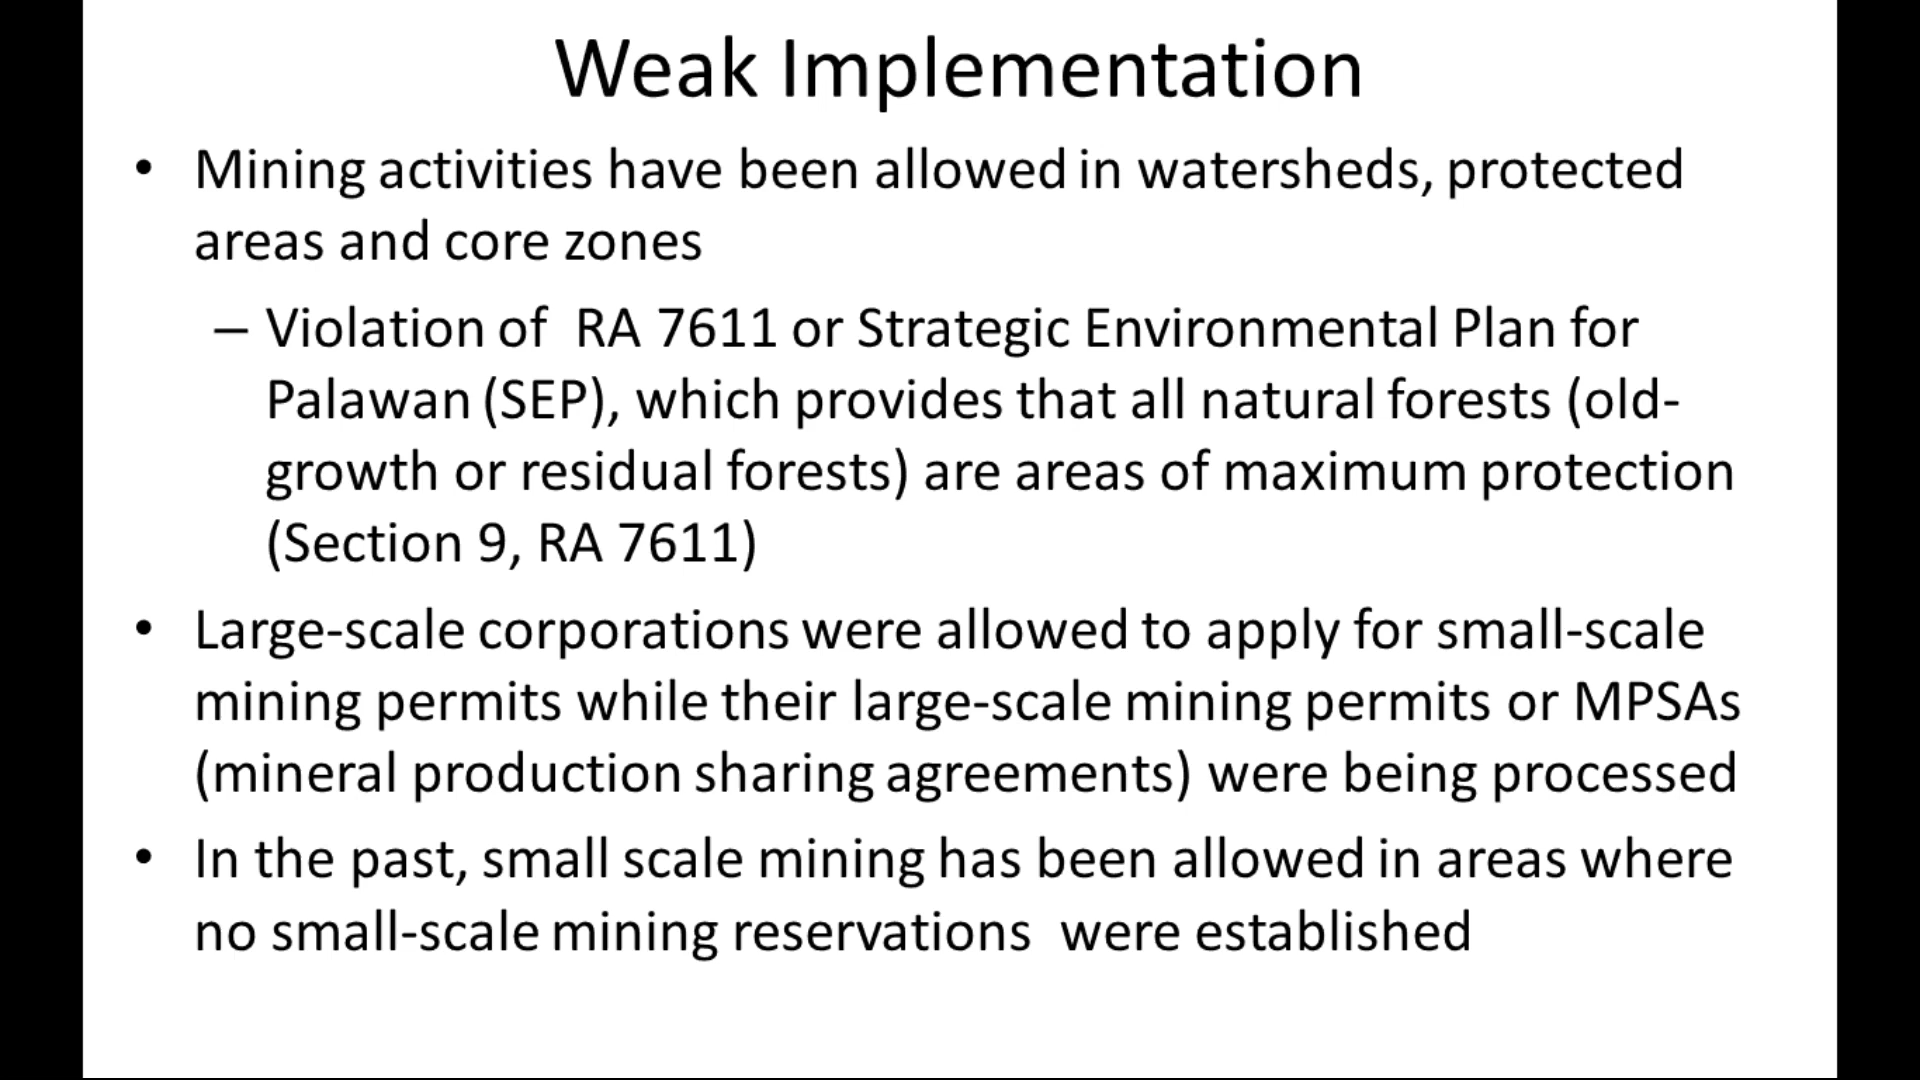 Weak Implementation
• Mining activities have been allowed in watersheds, protected
areas and core zones
– Violation of  RA 7611 or Strategic Environmental Plan for
Palawan (SEP), which provides that all natural forests (old-
growth or residual forests) are areas of maximum protection
(Section 9, RA 7611)
• Large-scale corporations were allowed to apply for small-scale
mining permits while their large-scale mining permits or MPSAs
(mineral production sharing agreements) were being processed
• In the past, small scale mining has been allowed in areas where
no small-scale mining reservations  were established